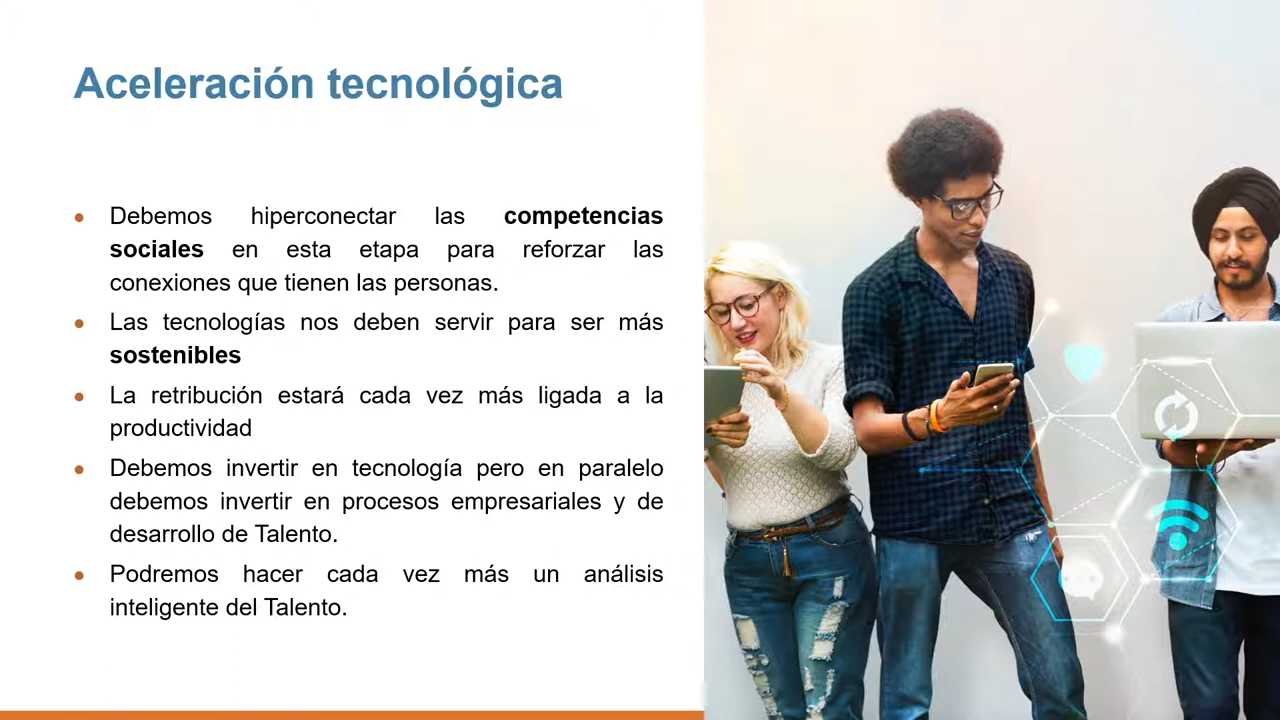 Aceleración tecnológica
• Debemos hiperconectar las competencias
sociales en esta etapa para reforzar las
conexiones que tienen las personas.
• Las tecnologías nos deben servir para ser más
sostenibles
• La retribución estará cada vez más ligada a la
productividad
• Debemos invertir en tecnología pero en paralelo
debemos invertir en procesos empresariales y de
desarrollo de Talento.
• Podremos hacer cada vez más un análisis
inteligente del Talento.